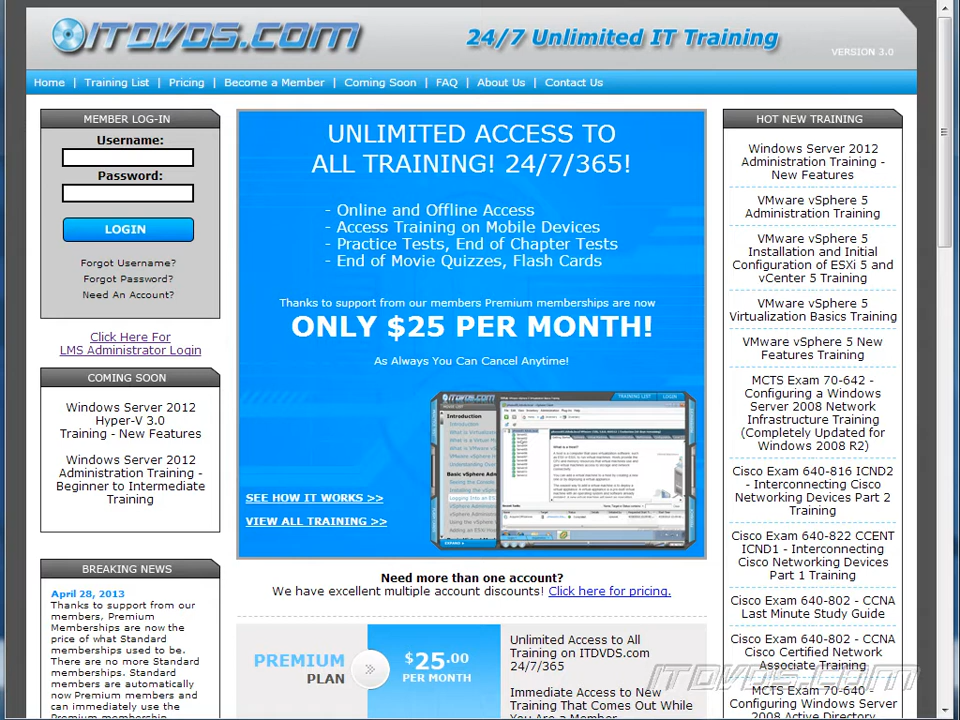 ITDVDS.COM
24/7 Unlimited IT Training
VERSION 3.0
Home | Training List | Pricing | Become a Member | Coming Soon | FAQ | About Us | Contact Us
MEMBER LOG-IN
Username:
Password:
LOGIN
Forgot Username?
Forgot Password?
Need An Account?
Click Here For
LMS Administrator Login
COMING SOON
Windows Server 2012
Hyper-V 3.0
Training - New Features
Windows Server 2012
Administration Training -
Beginner to Intermediate
Training
BREAKING NEWS
April 28, 2013
Thanks to support from our
members, Premium
Memberships are now the
price of what Standard
memberships used to be.
There are no more Standard
memberships. Standard
members are automatically
now Premium members and
can immediately use the
Premium membership
UNLIMITED ACCESS TO
ALL TRAINING! 24/7/365!
- Online and Offline Access
- Access Training on Mobile Devices
- Practice Tests, End of Chapter Tests
- End of Movie Quizzes, Flash Cards
Thanks to support from our members Premium memberships are now
ONLY $25 PER MONTH!
As Always You Can Cancel Anytime!
ITDVDS.COM
TRAINING LIST
LOGIN
Introduction
SEE HOW IT WORKS >>
VIEW ALL TRAINING >>
Need more than one account?
We have excellent multiple account discounts! Click here for pricing.
PREMIUM
PLAN
$25.00
PER MONTH
Unlimited Access to All
Training on ITDVDS.com
24/7/365
Immediate Access to New
Training That Comes Out While
You Are a Member
HOT NEW TRAINING
Windows Server 2012
Administration Training -
New Features
VMware vSphere 5
Administration Training
VMware vSphere 5
Installation and Initial
Configuration of ESXi 5 and
vCenter 5 Training
VMware vSphere 5
Virtualization Basics Training
VMware vSphere 5 New
Features Training
MCTS Exam 70-642 -
Configuring a Windows
Server 2008 Network
Infrastructure Training
(Completely Updated for
Windows 2008 R2)
Cisco Exam 640-816 ICND2
- Interconnecting Cisco
Networking Devices Part 2
Training
Cisco Exam 640-822 CCENT
ICND1 - Interconnecting
Cisco Networking Devices
Part 1 Training
Cisco Exam 640-802 - CCNA
Last Minute Study Guide
Cisco Exam 640-802 - CCNA
Cisco Certified Network
Associate Training
MCTS Exam 70-640 -
Configuring Windows Server
2008 Active Directory
ITDVDS.COM